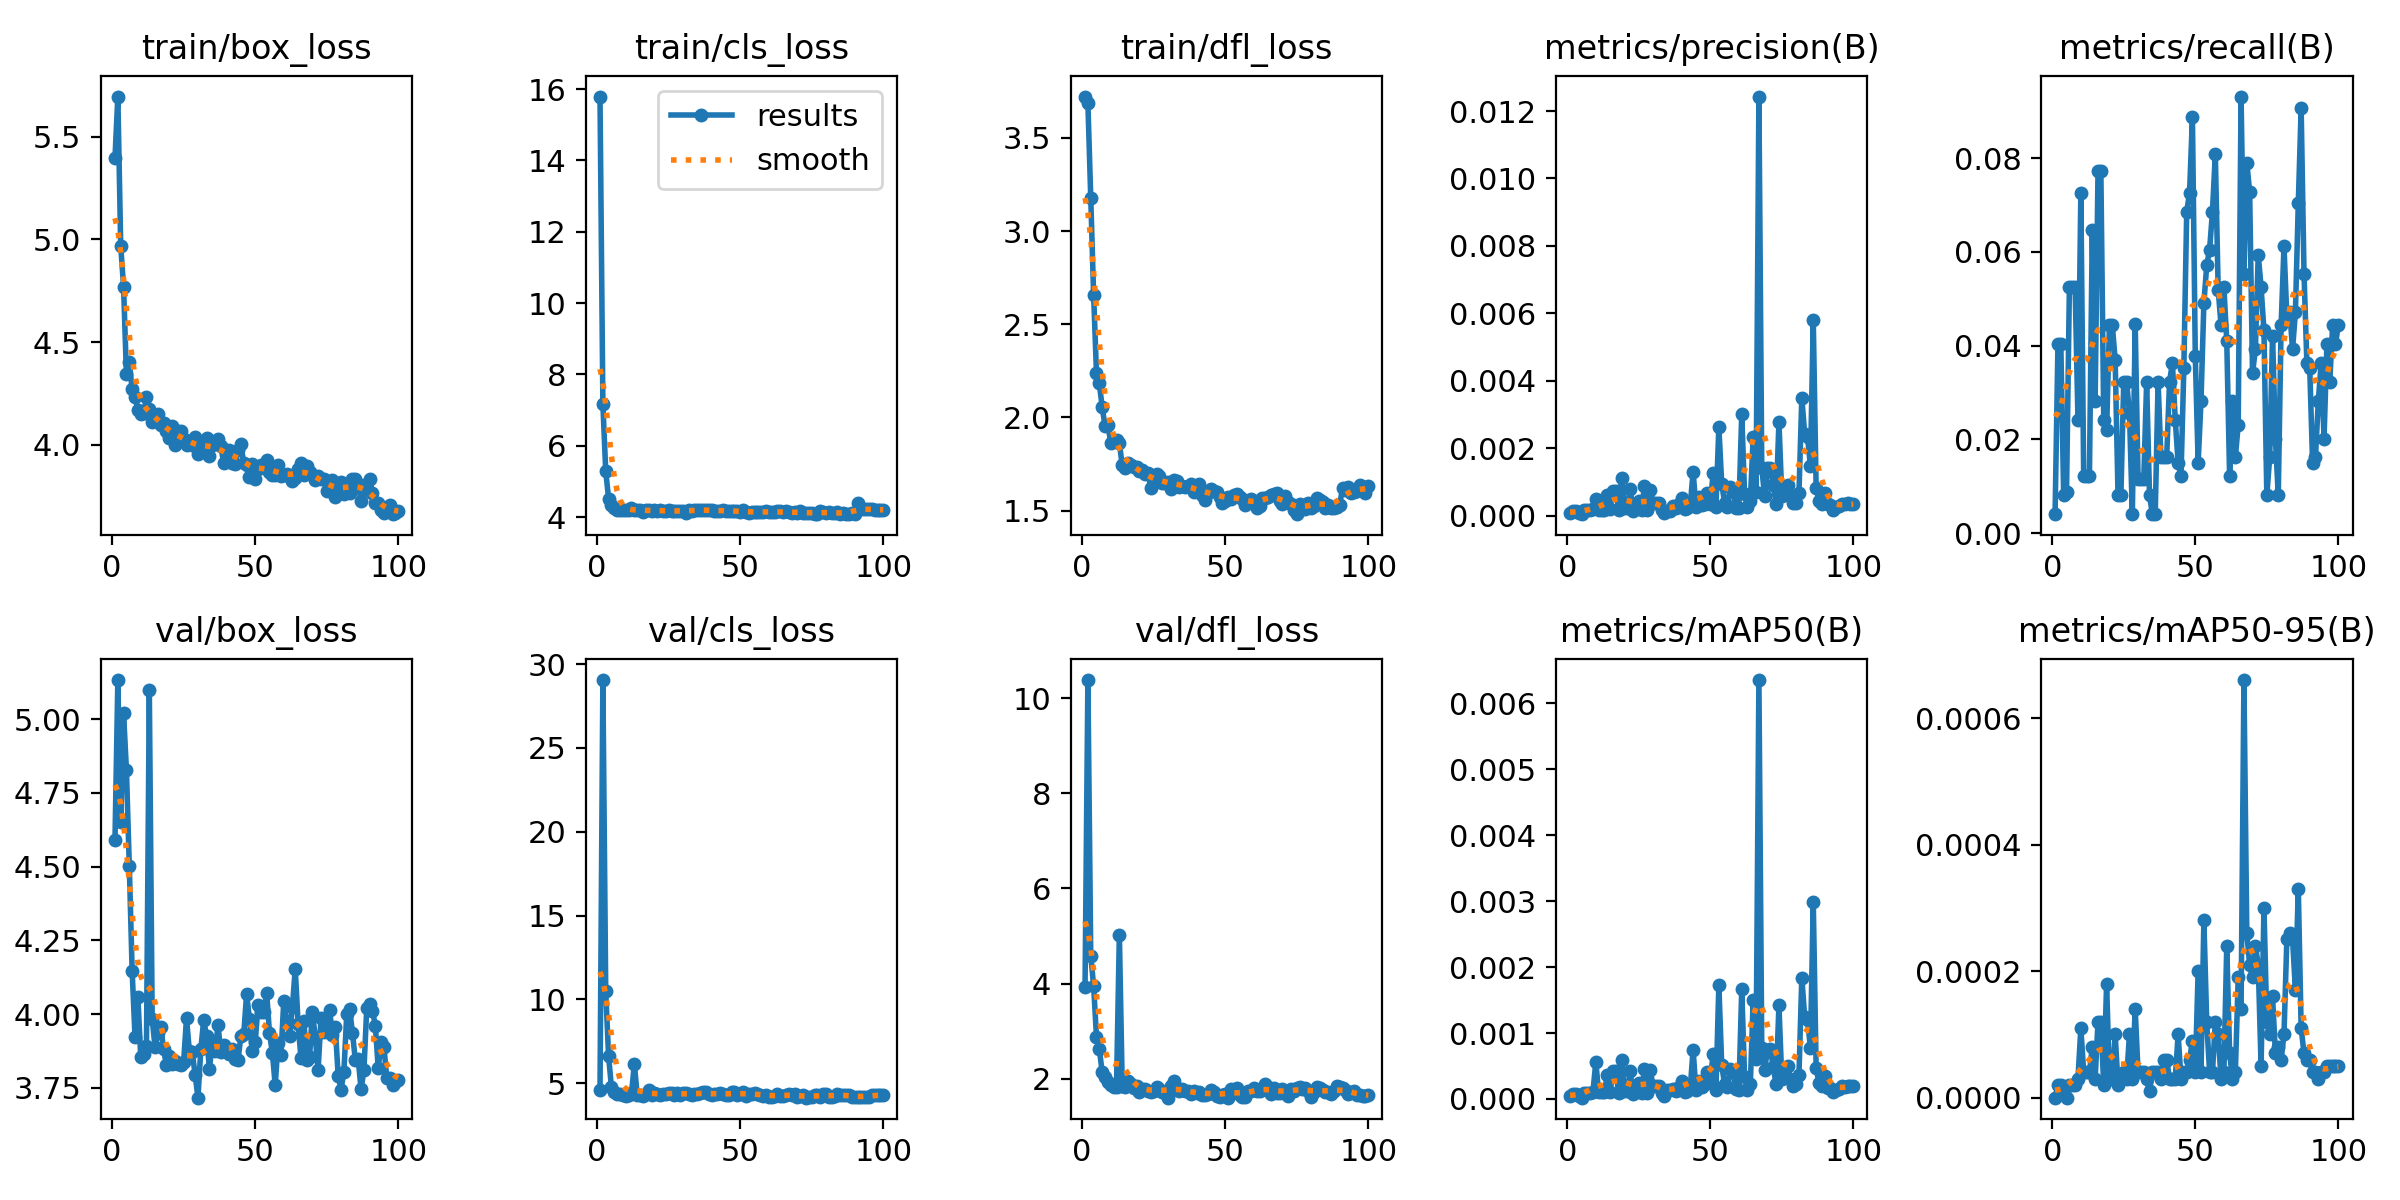 train/box_loss
5.5
5.0
4.5
4.0
0 50 100
train/cls_loss
results
smooth
16
14
12
10
8
6
4
0 50 100
train/dfl_loss
3.5
3.0
2.5
2.0
1.5
0 50 100
metrics/precision(B)
0.012
0.010
0.008
0.006
0.004
0.002
0.000
0 50 100
metrics/recall(B)
0.08
0.06
0.04
0.02
0.00
0 50 100
val/box_loss
5.00
4.75
4.50
4.25
4.00
3.75
0 50 100
val/cls_loss
30
25
20
15
10
5
0 50 100
val/dfl_loss
10
8
6
4
2
0 50 100
metrics/mAP50(B)
0.006
0.005
0.004
0.003
0.002
0.001
0.000
0 50 100
metrics/mAP50-95(B)
0.0006
0.0004
0.0002
0.0000
0 50 100